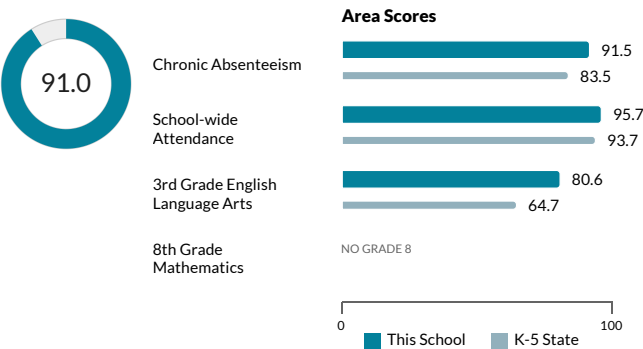 Area Scores
91.0
Chronic Absenteeism
91.5
83.5
School-wide
Attendance
95.7
93.7
3rd Grade English
Language Arts
80.6
64.7
8th Grade
Mathematics
NO GRADE 8
0
100
This School
K-5 State